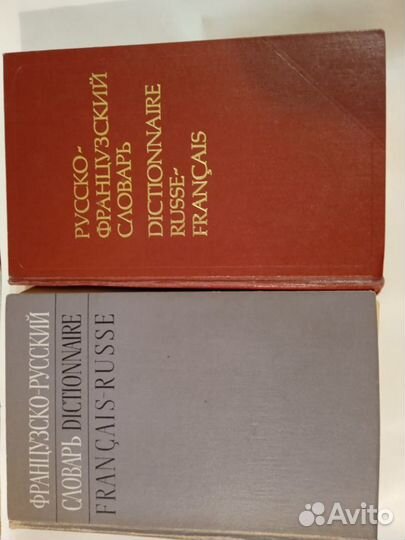 РУССКО-
ФРАНЦУЗСКИЙ
СЛОВАРЬ
DICTIONNAIRE
RUSSE-
FRANÇAIS
ФРАНЦУЗСКО-РУССКИЙ
СЛОВАРЬ DICTIONNAIRE
FRANÇAIS-RUSSE
Avito